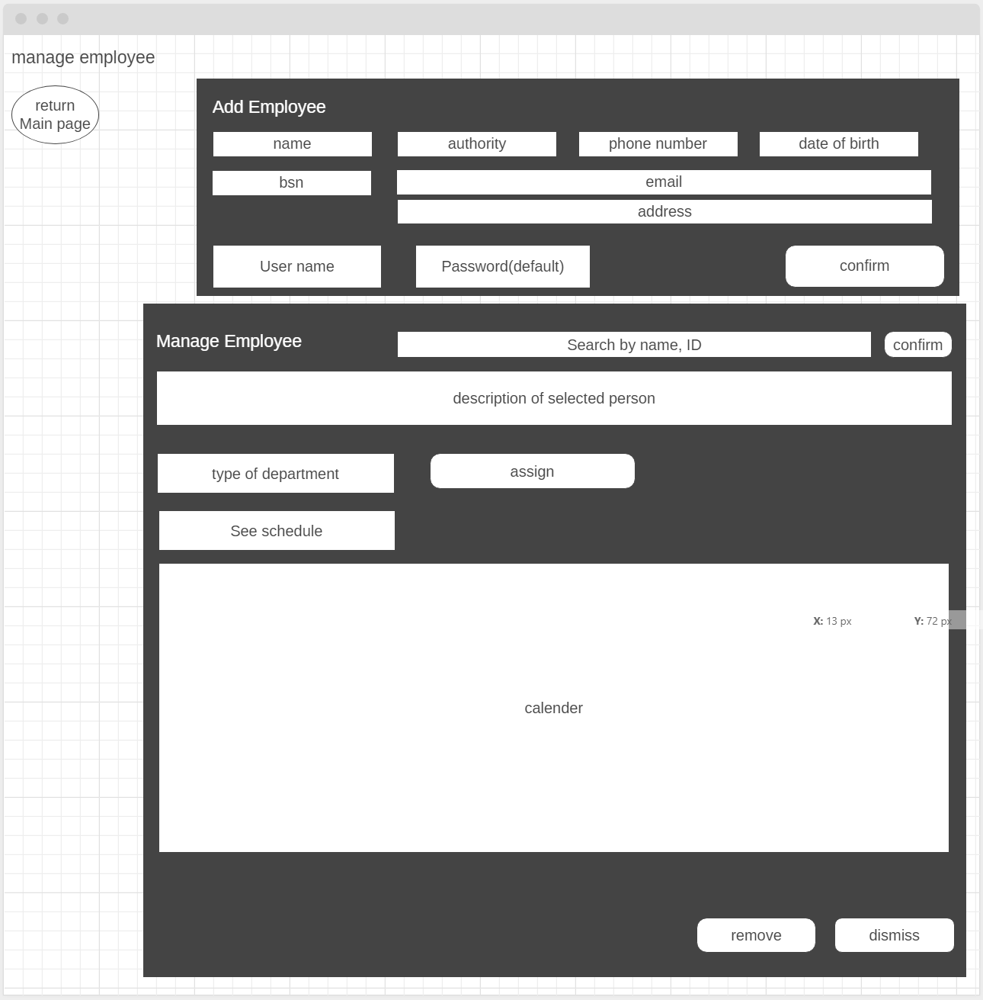 manage employee
return
Main page
Add Employee
name
authority
phone number
date of birth
bsn
email
address
User name
Password(default)
confirm
Manage Employee
Search by name, ID
confirm
description of selected person
type of department
assign
See schedule
X: 13 px
Y: 72 px
calender
remove
dismiss